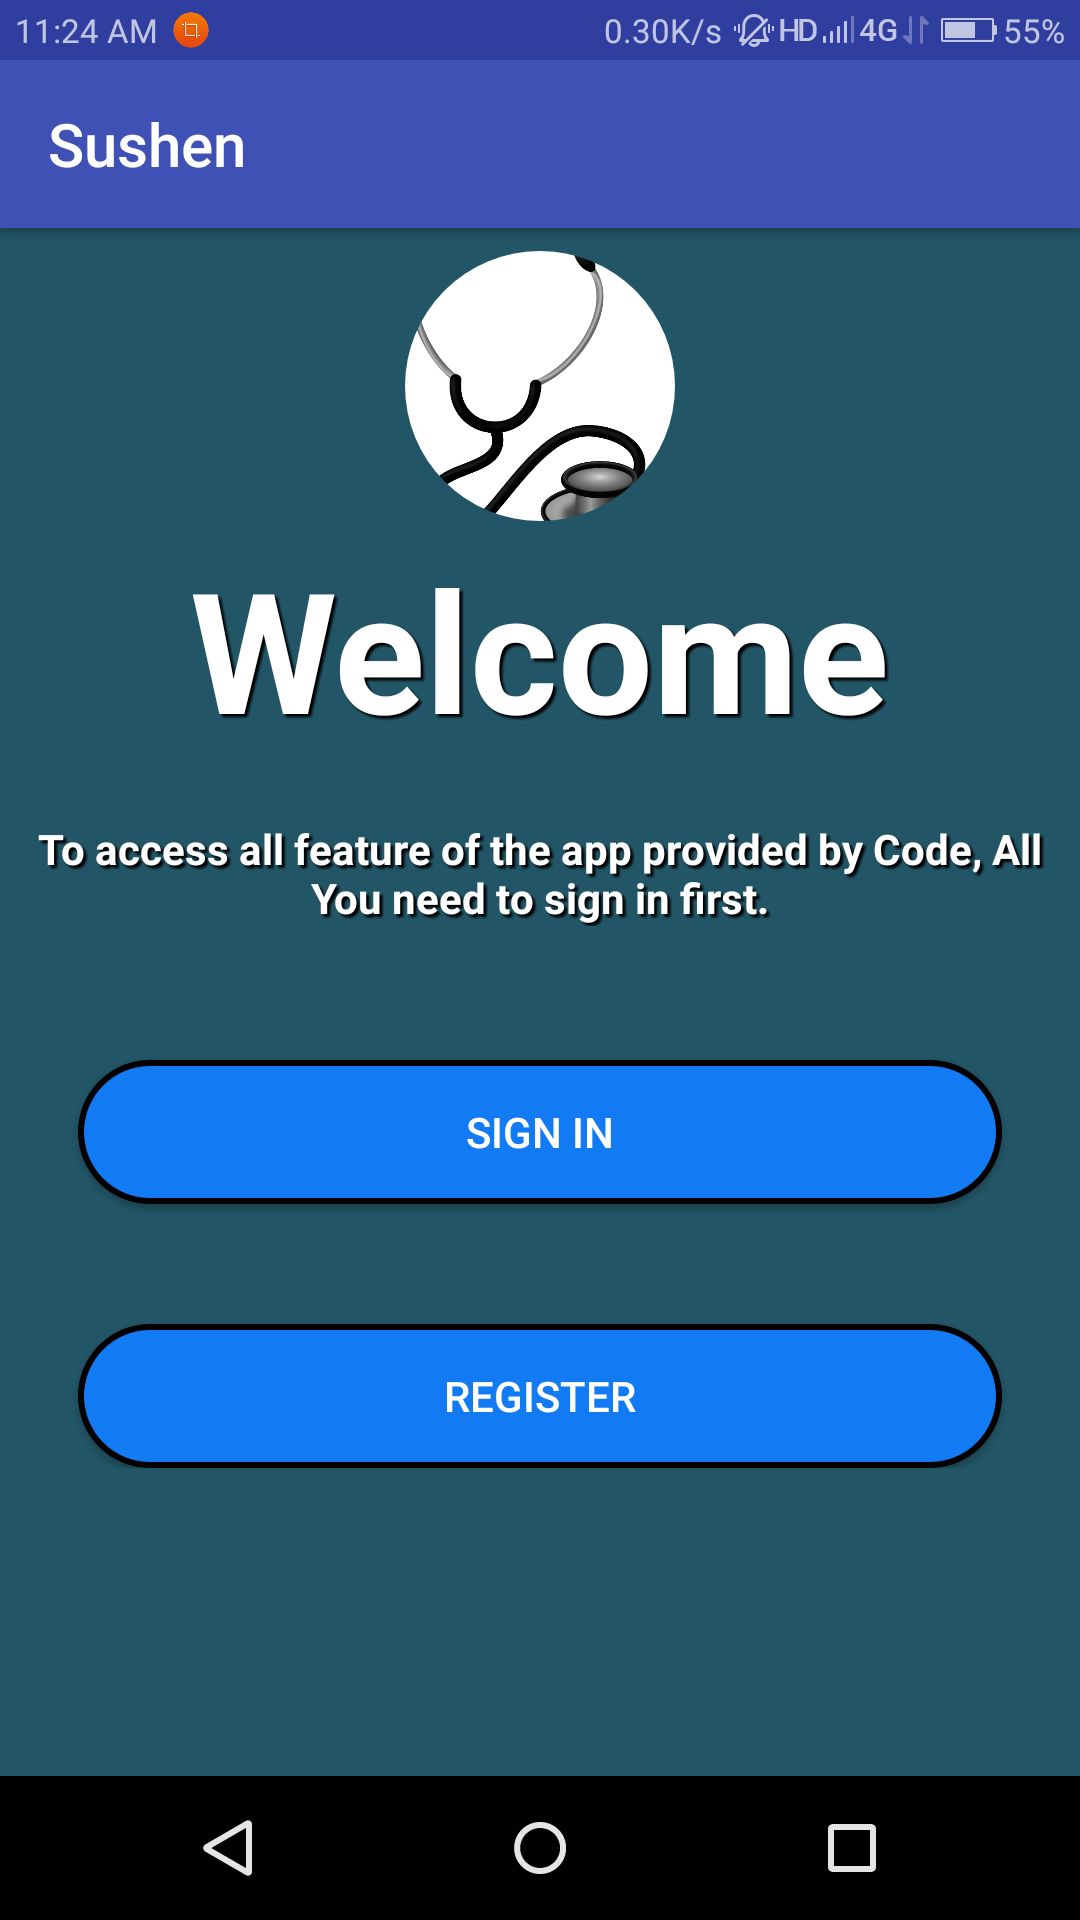 11:24 AM 0.30K/s HD 4G 55%
Sushen
Welcome
To access all feature of the app provided by Code, All
You need to sign in first.
SIGN IN
REGISTER